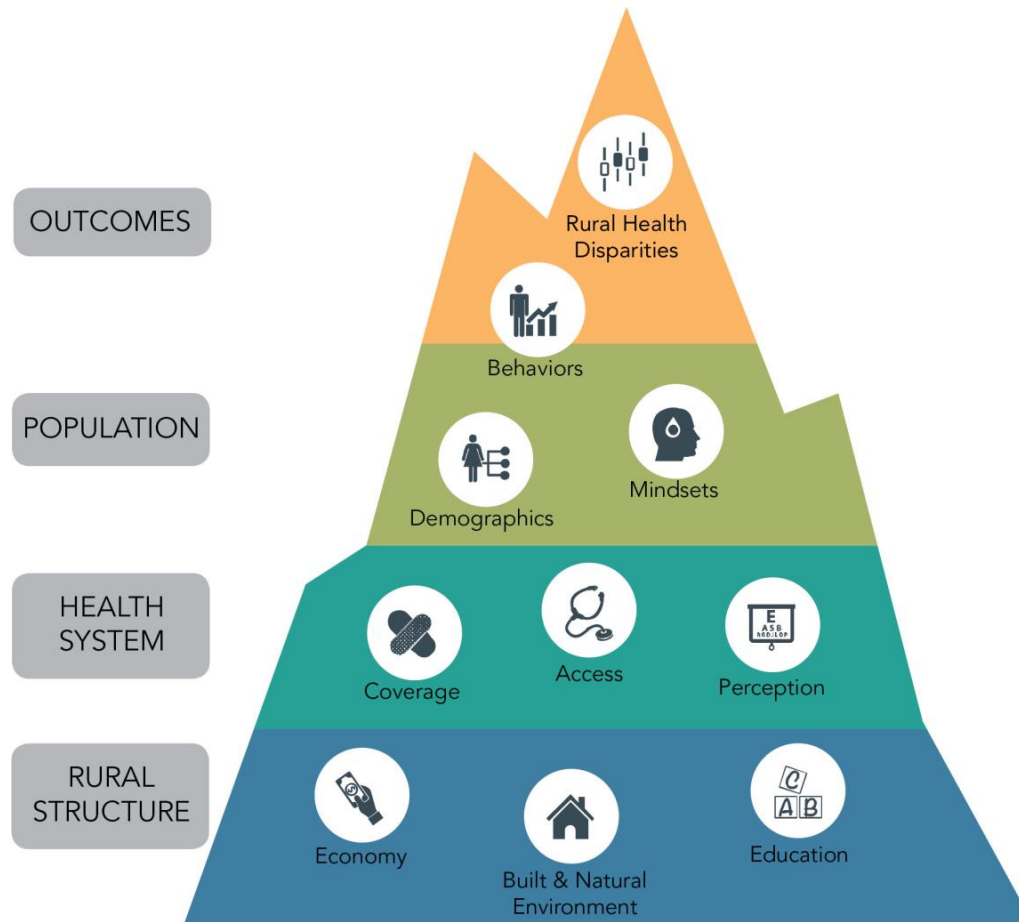 OUTCOMES
Rural Health
Disparities
Behaviors
POPULATION
Demographics
Mindsets
HEALTH
SYSTEM
Coverage
Access
E
Perception
RURAL
STRUCTURE
Economy
Built & Natural
Environment
C
A B
Education